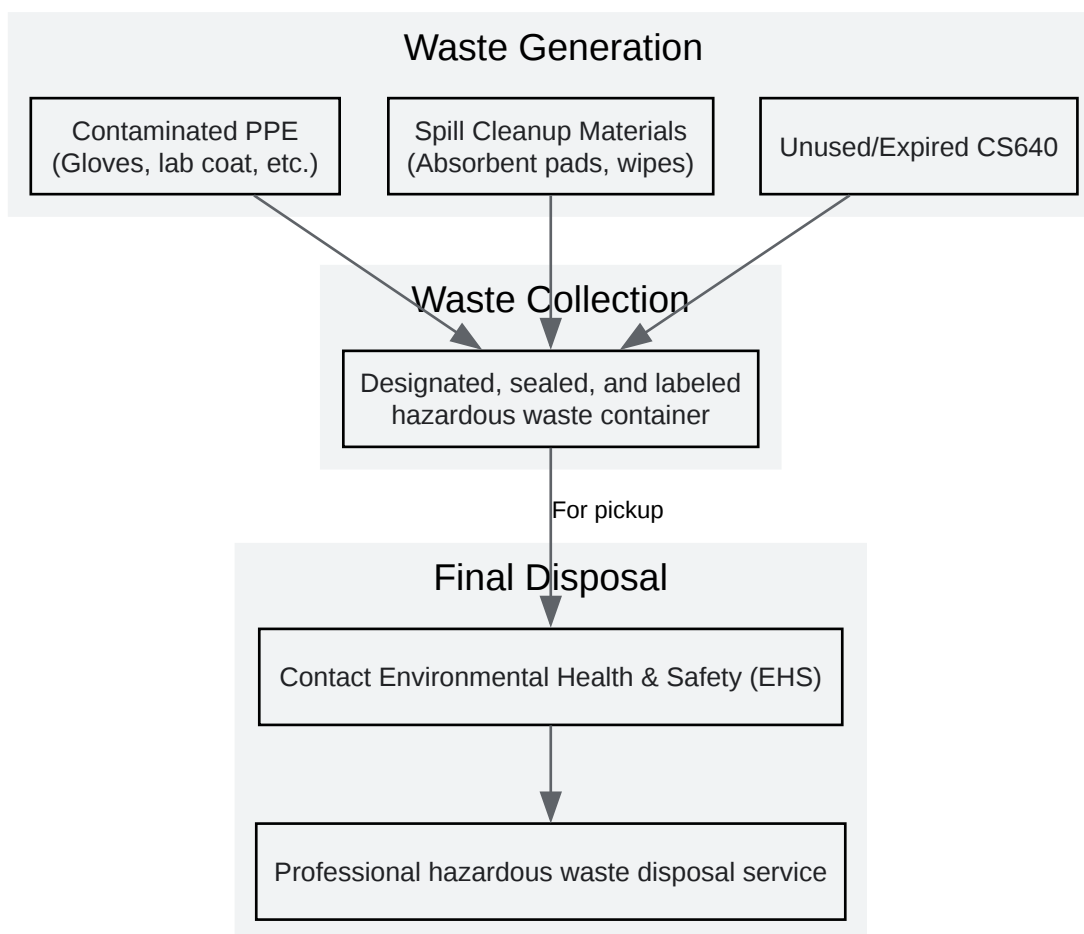 Waste Generation
Contaminated PPE
(Gloves, lab coat, etc.)
Spill Cleanup Materials
(Absorbent pads, wipes)
Unused/Expired CS640
Waste Collection
Designated, sealed, and labeled
hazardous waste container
For pickup
Final Disposal
Contact Environmental Health & Safety (EHS)
Professional hazardous waste disposal service